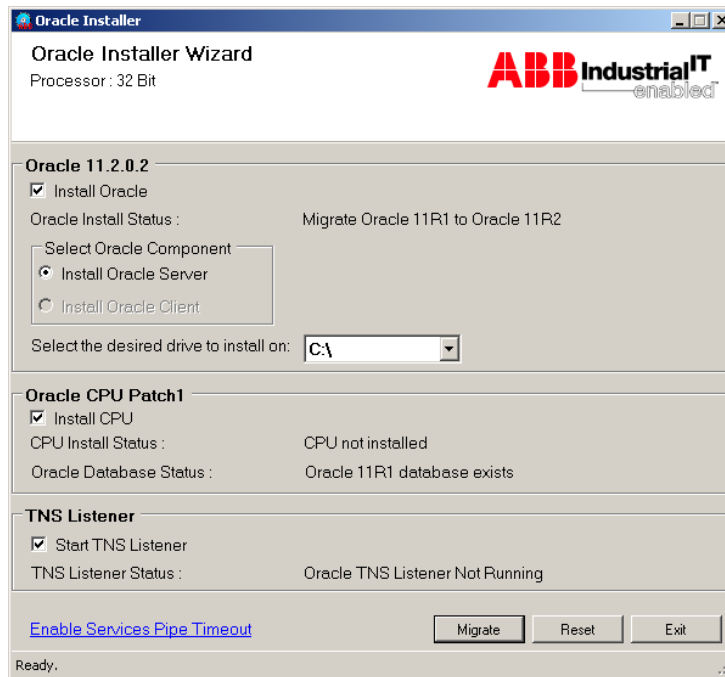 Oracle Installer
Oracle Installer Wizard
Processor : 32 Bit
ABB Industrial IT
enabled™
Oracle 11.2.0.2
Install Oracle
Oracle Install Status : Migrate Oracle 11R1 to Oracle 11R2
Select Oracle Component
Install Oracle Server
Install Oracle Client
Select the desired drive to install on: C:\
Oracle CPU Patch1
Install CPU
CPU Install Status : CPU not installed
Oracle Database Status : Oracle 11R1 database exists
TNS Listener
Start TNS Listener
TNS Listener Status : Oracle TNS Listener Not Running
Enable Services Pipe Timeout Migrate Reset Exit
Ready.